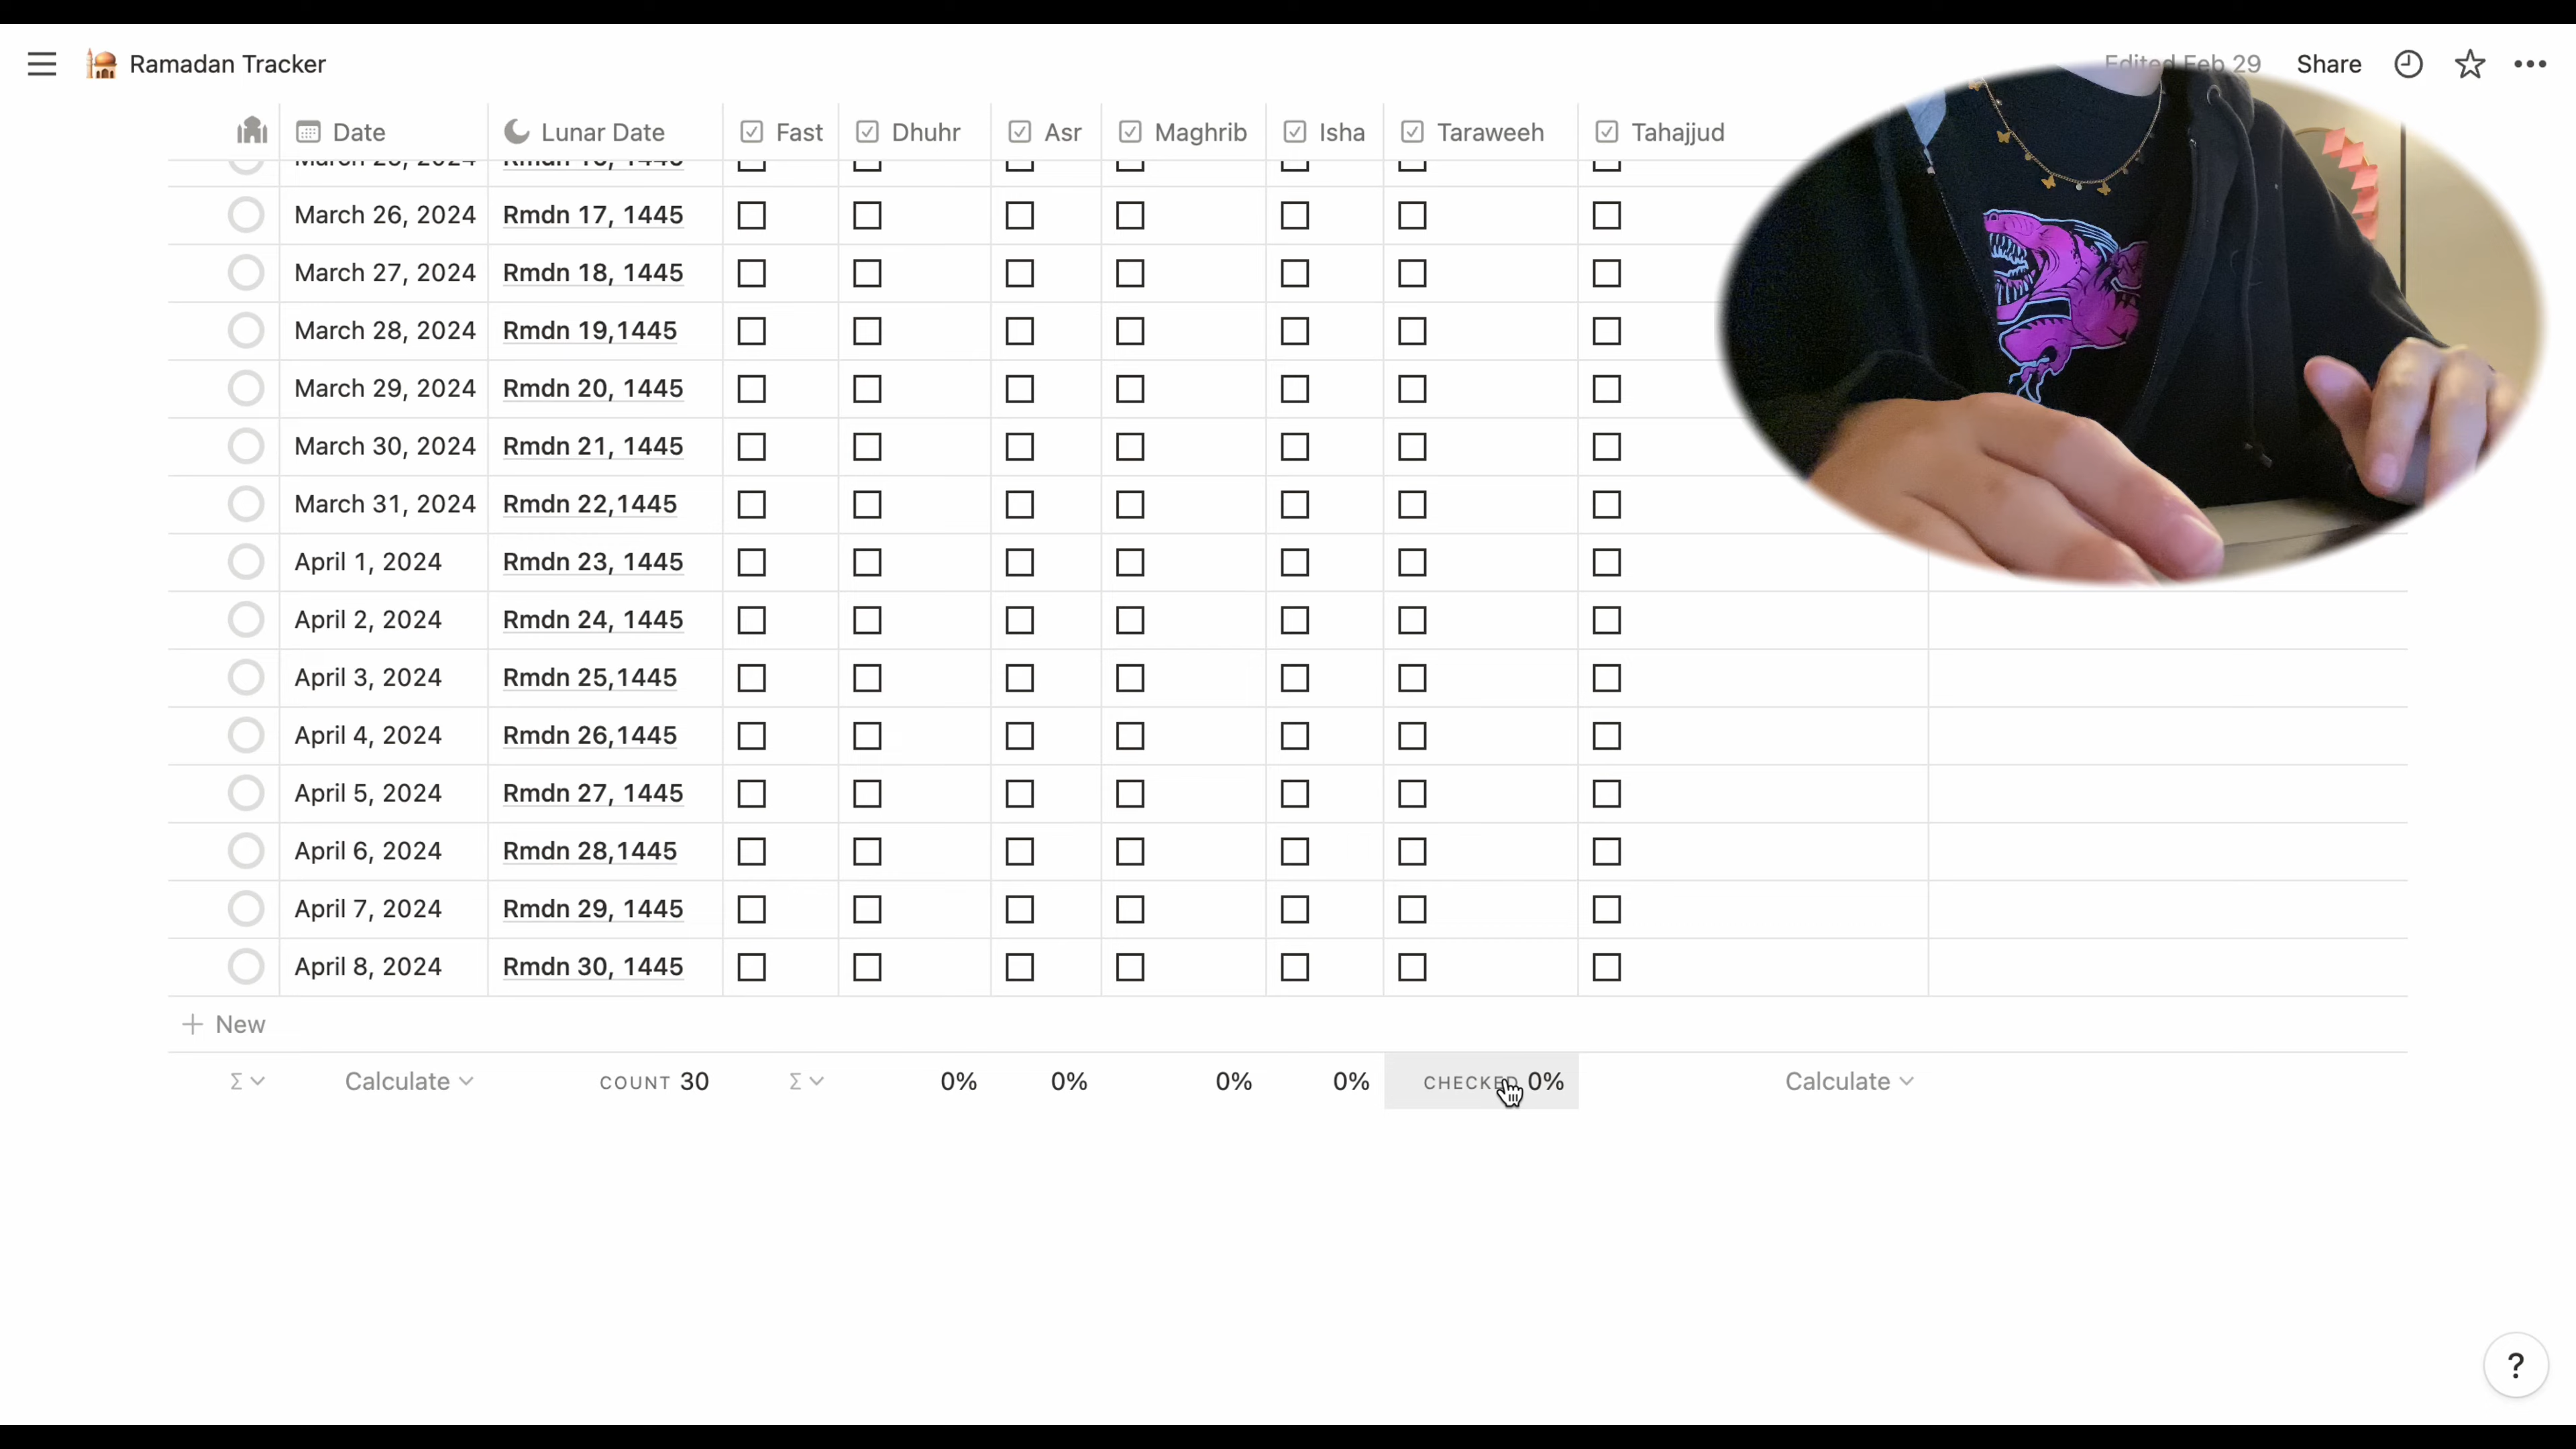 Ramadan Tracker
Edited Feb 29 Share
Date Lunar Date Fast Dhuhr Asr Maghrib Isha Taraweeh Tahajjud
March 26, 2024 Rmdn 17, 1445
March 27, 2024 Rmdn 18, 1445
March 28, 2024 Rmdn 19,1445
March 29, 2024 Rmdn 20, 1445
March 30, 2024 Rmdn 21, 1445
March 31, 2024 Rmdn 22,1445
April 1, 2024 Rmdn 23, 1445
April 2, 2024 Rmdn 24, 1445
April 3, 2024 Rmdn 25,1445
April 4, 2024 Rmdn 26,1445
April 5, 2024 Rmdn 27, 1445
April 6, 2024 Rmdn 28,1445
April 7, 2024 Rmdn 29, 1445
April 8, 2024 Rmdn 30, 1445
+ New
Σ Calculate COUNT 30 Σ 0% 0% 0% 0% CHECKED 0% Calculate
?